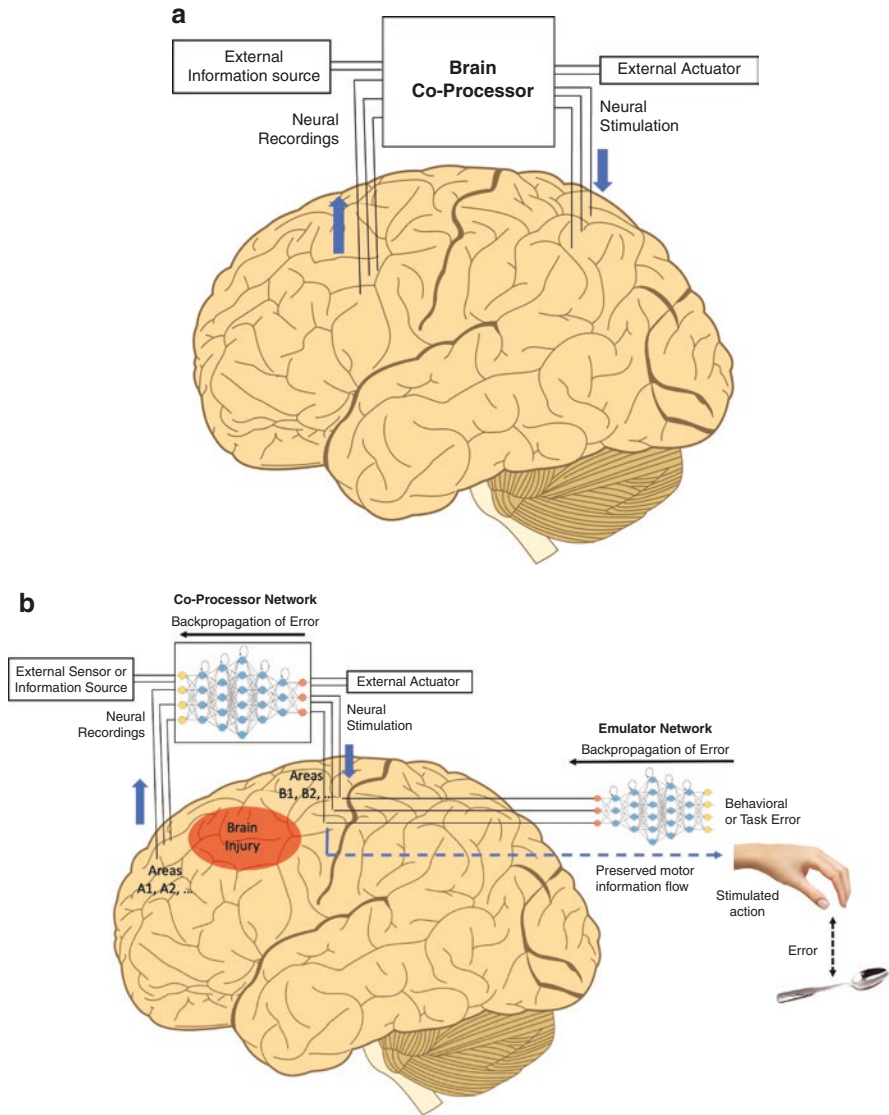 a
External
Information source
Brain
Co-Processor
External Actuator
Neural
Recordings
Neural
Stimulation
b
Co-Processor Network
Backpropagation of Error
External Sensor or
Information Source
External Actuator
Neural
Recordings
Neural
Stimulation
Emulator Network
Backpropagation of Error
Areas
B1, B2, ...
Behavioral
or Task Error
Brain
Injury
Areas
A1, A2, ...
Preserved motor
information flow
Stimulated
action
Error